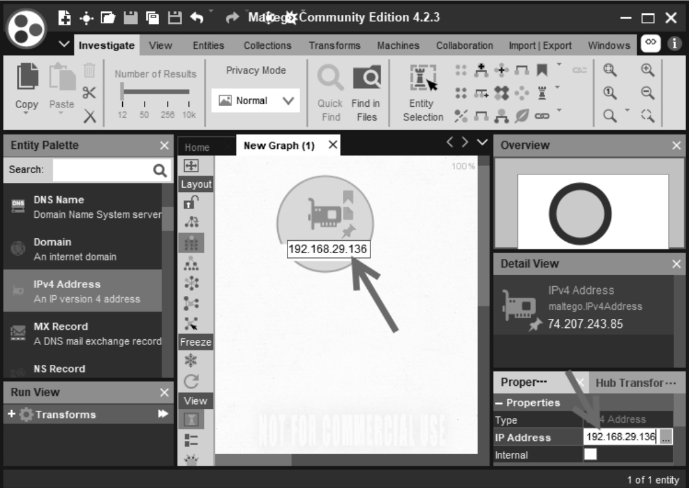 Maltego Community Edition 4.2.3
Investigate View Entities Collections Transforms Machines Collaboration Import | Export Windows
Copy
Paste
Number of Results
12 50 256 10k
Privacy Mode
Normal
Quick Find
Find in Files
Entity Selection
Entity Palette
Search:
DNS Name
Domain Name System server
Domain
An internet domain
IPv4 Address
An IP version 4 address
MX Record
A DNS mail exchange record
NS Record
Run View
+ Transforms
Home
New Graph (1)
100%
Layout
Freeze
View
192.168.29.136
NOT FOR COMMERCIAL USE
Overview
Detail View
IPv4 Address
maltego.IPv4Address
74.207.243.85
Proper···
Hub Transfor···
Properties
Type
4 Address
IP Address
192.168.29.136
...
Internal
1 of 1 entity